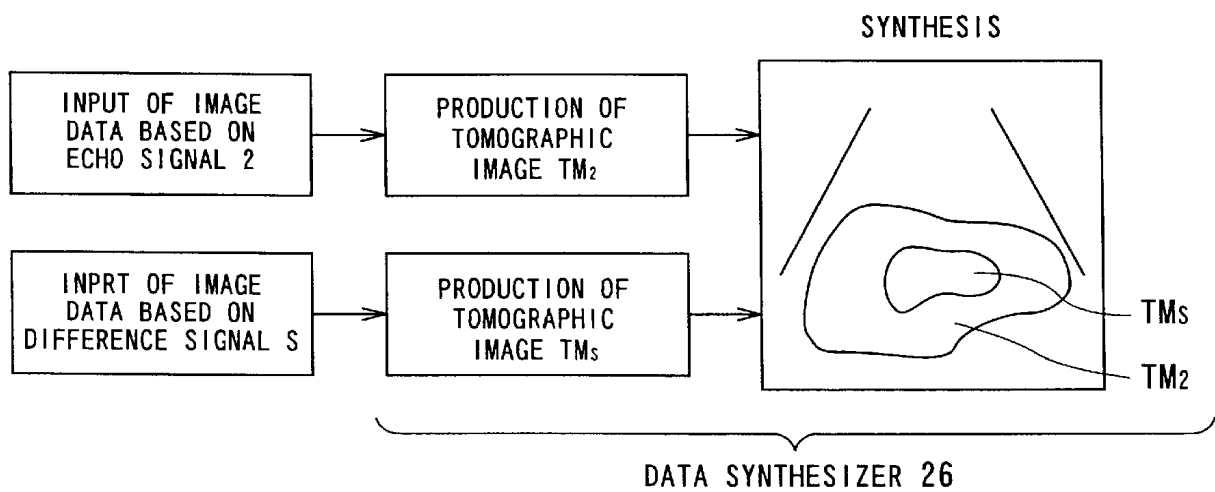 SYNTHESIS
INPUT OF IMAGE
DATA BASED ON
ECHO SIGNAL 2
PRODUCTION OF
TOMOGRAPHIC
IMAGE TM₂
INPRT OF IMAGE
DATA BASED ON
DIFFERENCE SIGNAL S
PRODUCTION OF
TOMOGRAPHIC
IMAGE TMs
TMs
TM₂
DATA SYNTHESIZER 26